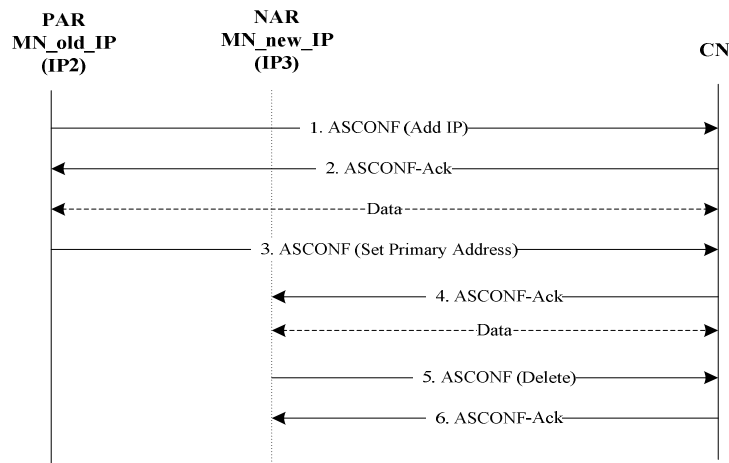 PAR
MN_old_IP
(IP2)
NAR
MN_new_IP
(IP3)
CN
1. ASCONF (Add IP)
2. ASCONF-Ack
Data
3. ASCONF (Set Primary Address)
4. ASCONF-Ack
Data
5. ASCONF (Delete)
6. ASCONF-Ack